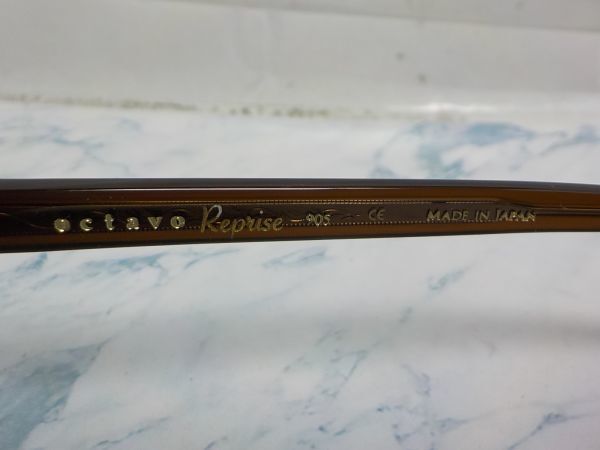 octavo Reprise - 905 CE MADE IN JAPAN